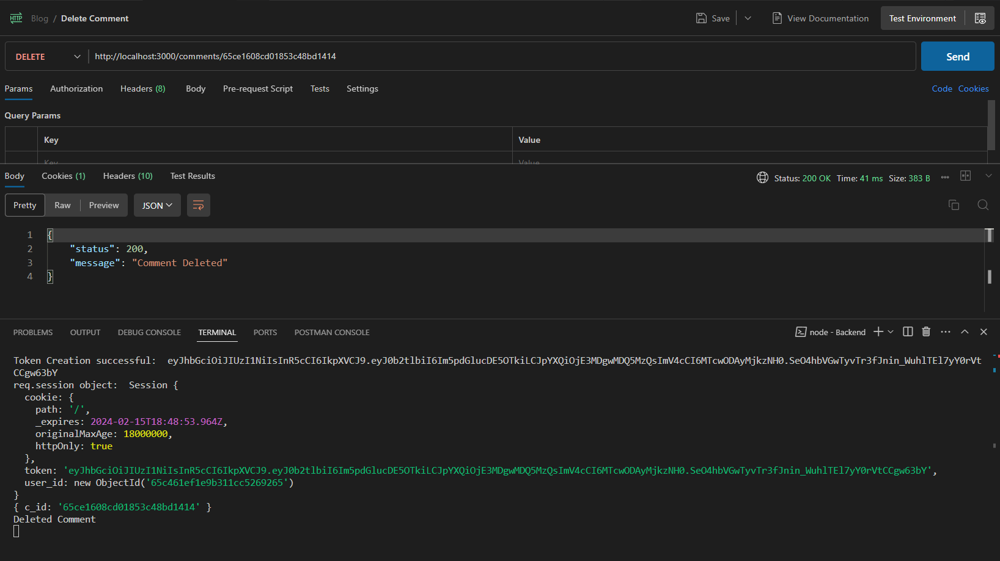 HTTP Blog / Delete Comment Save View Documentation Test Environment
DELETE http://localhost:3000/comments/65ce1608cd01853c48bd1414 Send
Params Authorization Headers (8) Body Pre-request Script Tests Settings Code Cookies
Query Params
Key Value
Key Value
Body Cookies (1) Headers (10) Test Results Status: 200 OK Time: 41 ms Size: 383 B
Pretty Raw Preview JSON
1 {
2 "status": 200,
3 "message": "Comment Deleted"
4 }
PROBLEMS OUTPUT DEBUG CONSOLE TERMINAL PORTS POSTMAN CONSOLE node - Backend
Token Creation successful:  eyJhbGciOiJIUzI1NiIsInR5cCI6IkpXVCJ9.eyJ0b2tlbiI6Im5pdGlucDE5OTkiLCJpYXQiOjE3MDgwMDQ5MzQsImV4cCI6MTcwODAyMjkzNH0.SeO4hbVGwTyvTr3fJnin_WuhlTEl7yY0rVt
CCgw63bY
req.session object:  Session {
cookie: {
path: '/',
_expires: 2024-02-15T18:48:53.964Z,
originalMaxAge: 18000000,
httpOnly: true
},
token: 'eyJhbGciOiJIUzI1NiIsInR5cCI6IkpXVCJ9.eyJ0b2tlbiI6Im5pdGlucDE5OTkiLCJpYXQiOjE3MDgwMDQ5MzQsImV4cCI6MTcwODAyMjkzNH0.SeO4hbVGwTyvTr3fJnin_WuhlTEl7yY0rVtCCgw63bY',
user_id: new ObjectId('65c461ef1e9b311cc5269265')
}
{ c_id: '65ce1608cd01853c48bd1414' }
Deleted Comment